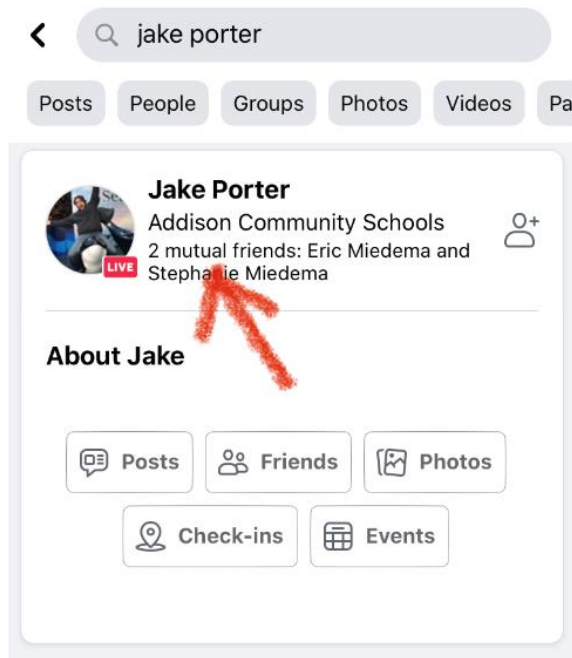 jake porter
Posts People Groups Photos Videos Pa
Jake Porter
Addison Community Schools
2 mutual friends: Eric Miedema and
Stephanie Miedema
LIVE
About Jake
Posts Friends Photos
Check-ins Events